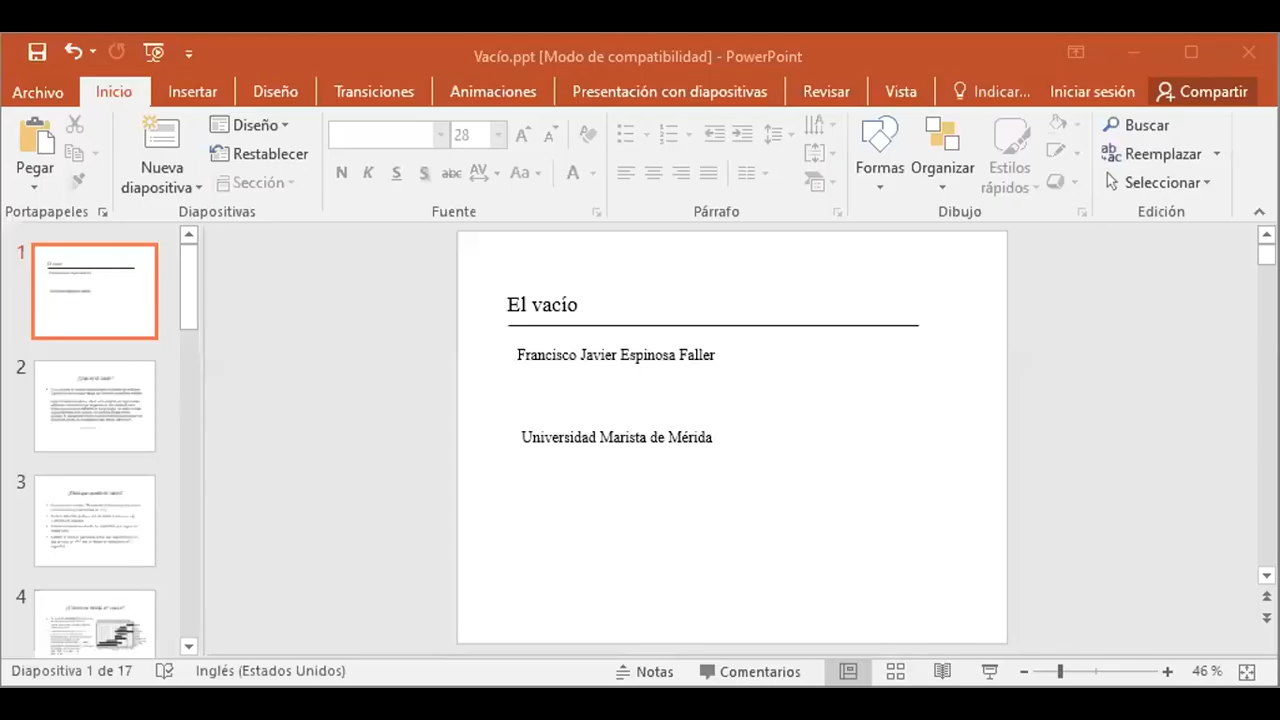 Vacío.ppt [Modo de compatibilidad] - PowerPoint
Archivo Inicio Insertar Diseño Transiciones Animaciones Presentación con diapositivas Revisar Vista Indicar... Iniciar sesión Compartir
Pegar
Nueva diapositiva
Diseño
Restablecer
Sección
28
N K S S abc AV Aa A
Formas
Organizar
Estilos rápidos
Buscar
Reemplazar
Seleccionar
Portapapeles Diapositivas Fuente Párrafo Dibujo Edición
1
2
3
4
El vacío
Francisco Javier Espinosa Faller
Universidad Marista de Mérida
Diapositiva 1 de 17 Inglés (Estados Unidos) Notas Comentarios 46 %